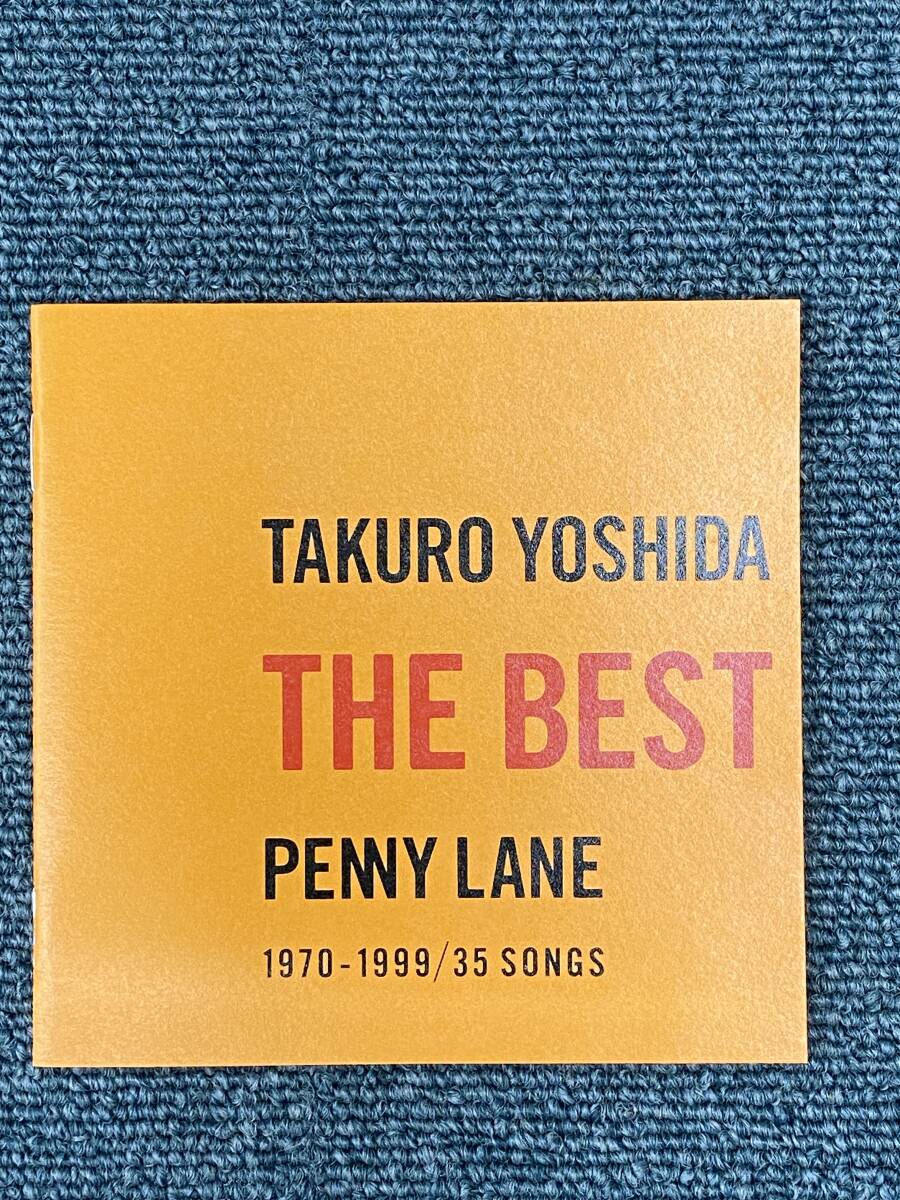 TAKURO YOSHIDA
THE BEST
PENNY LANE
1970-1999/35 SONGS